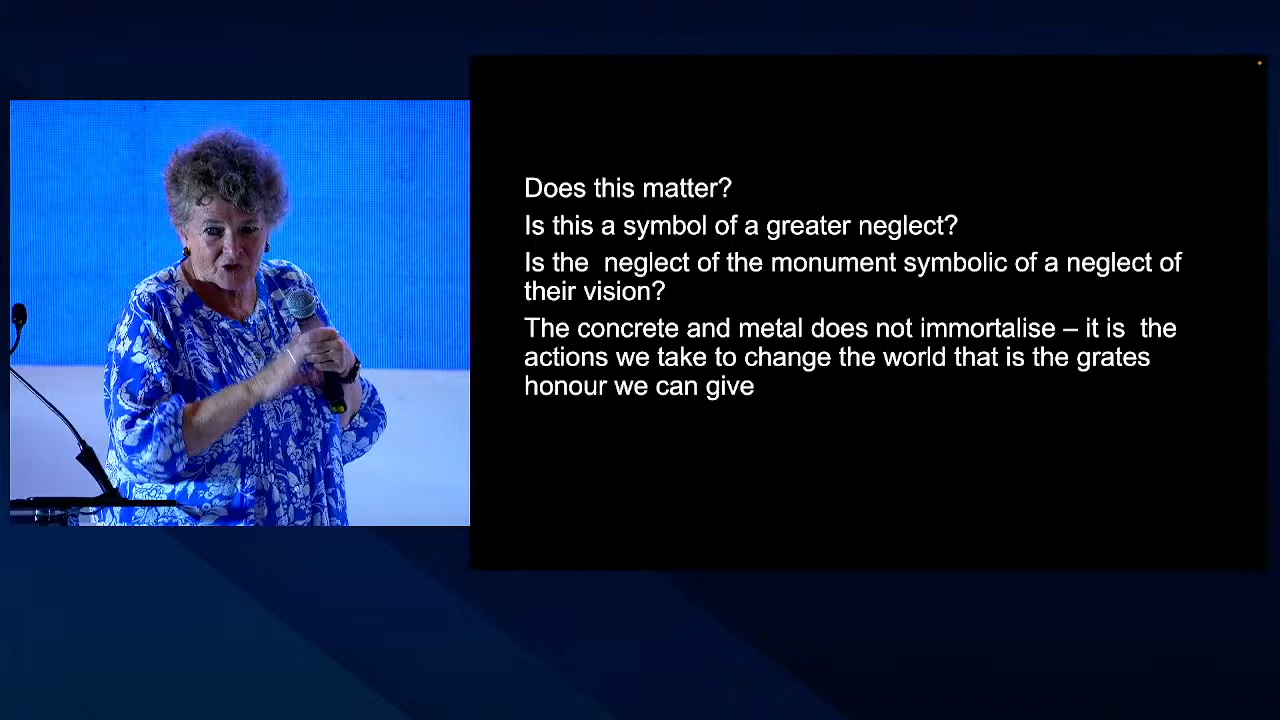 Does this matter?
Is this a symbol of a greater neglect?
Is the  neglect of the monument symbolic of a neglect of
their vision?
The concrete and metal does not immortalise – it is  the
actions we take to change the world that is the grates
honour we can give